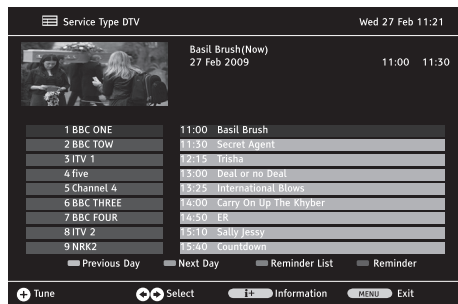 Service Type DTV Wed 27 Feb 11:21
Basil Brush(Now)
27 Feb 2009 11:00 11:30
1 BBC ONE 11:00 Basil Brush
2 BBC TOW 11:30 Secret Agent
3 ITV 1 12:15 Trisha
4 five 13:00 Deal or no Deal
5 Channel 4 13:25 International Blows
6 BBC THREE 14:00 Carry On Up The Khyber
7 BBC FOUR 14:50 ER
8 ITV 2 15:10 Sally Jessy
9 NRK2 15:40 Countdown
Previous Day Next Day Reminder List Reminder
Tune Select i+ Information MENU Exit